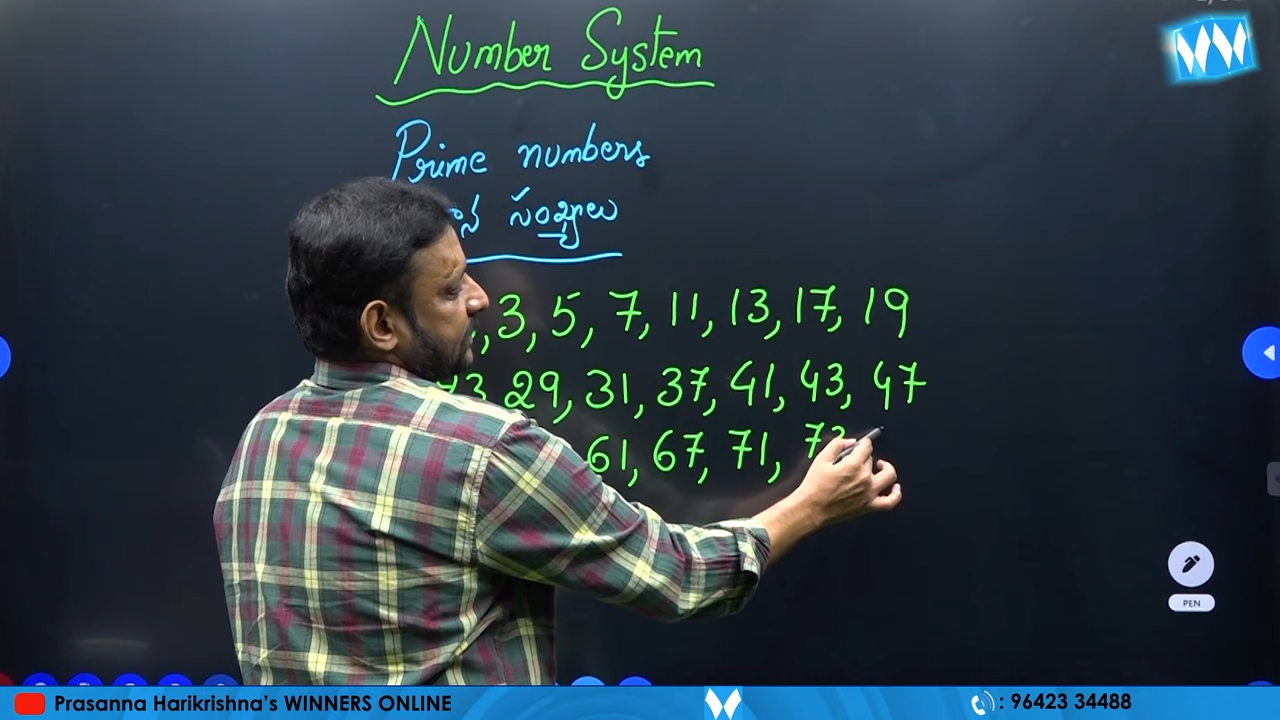 Number System
Prime numbers
సంఖ్యలు
3, 5, 7, 11, 13, 17, 19
29, 31, 37, 41, 43, 47
61, 67, 71, 73
PEN
Prasanna Harikrishna's WINNERS ONLINE
: 96423 34488